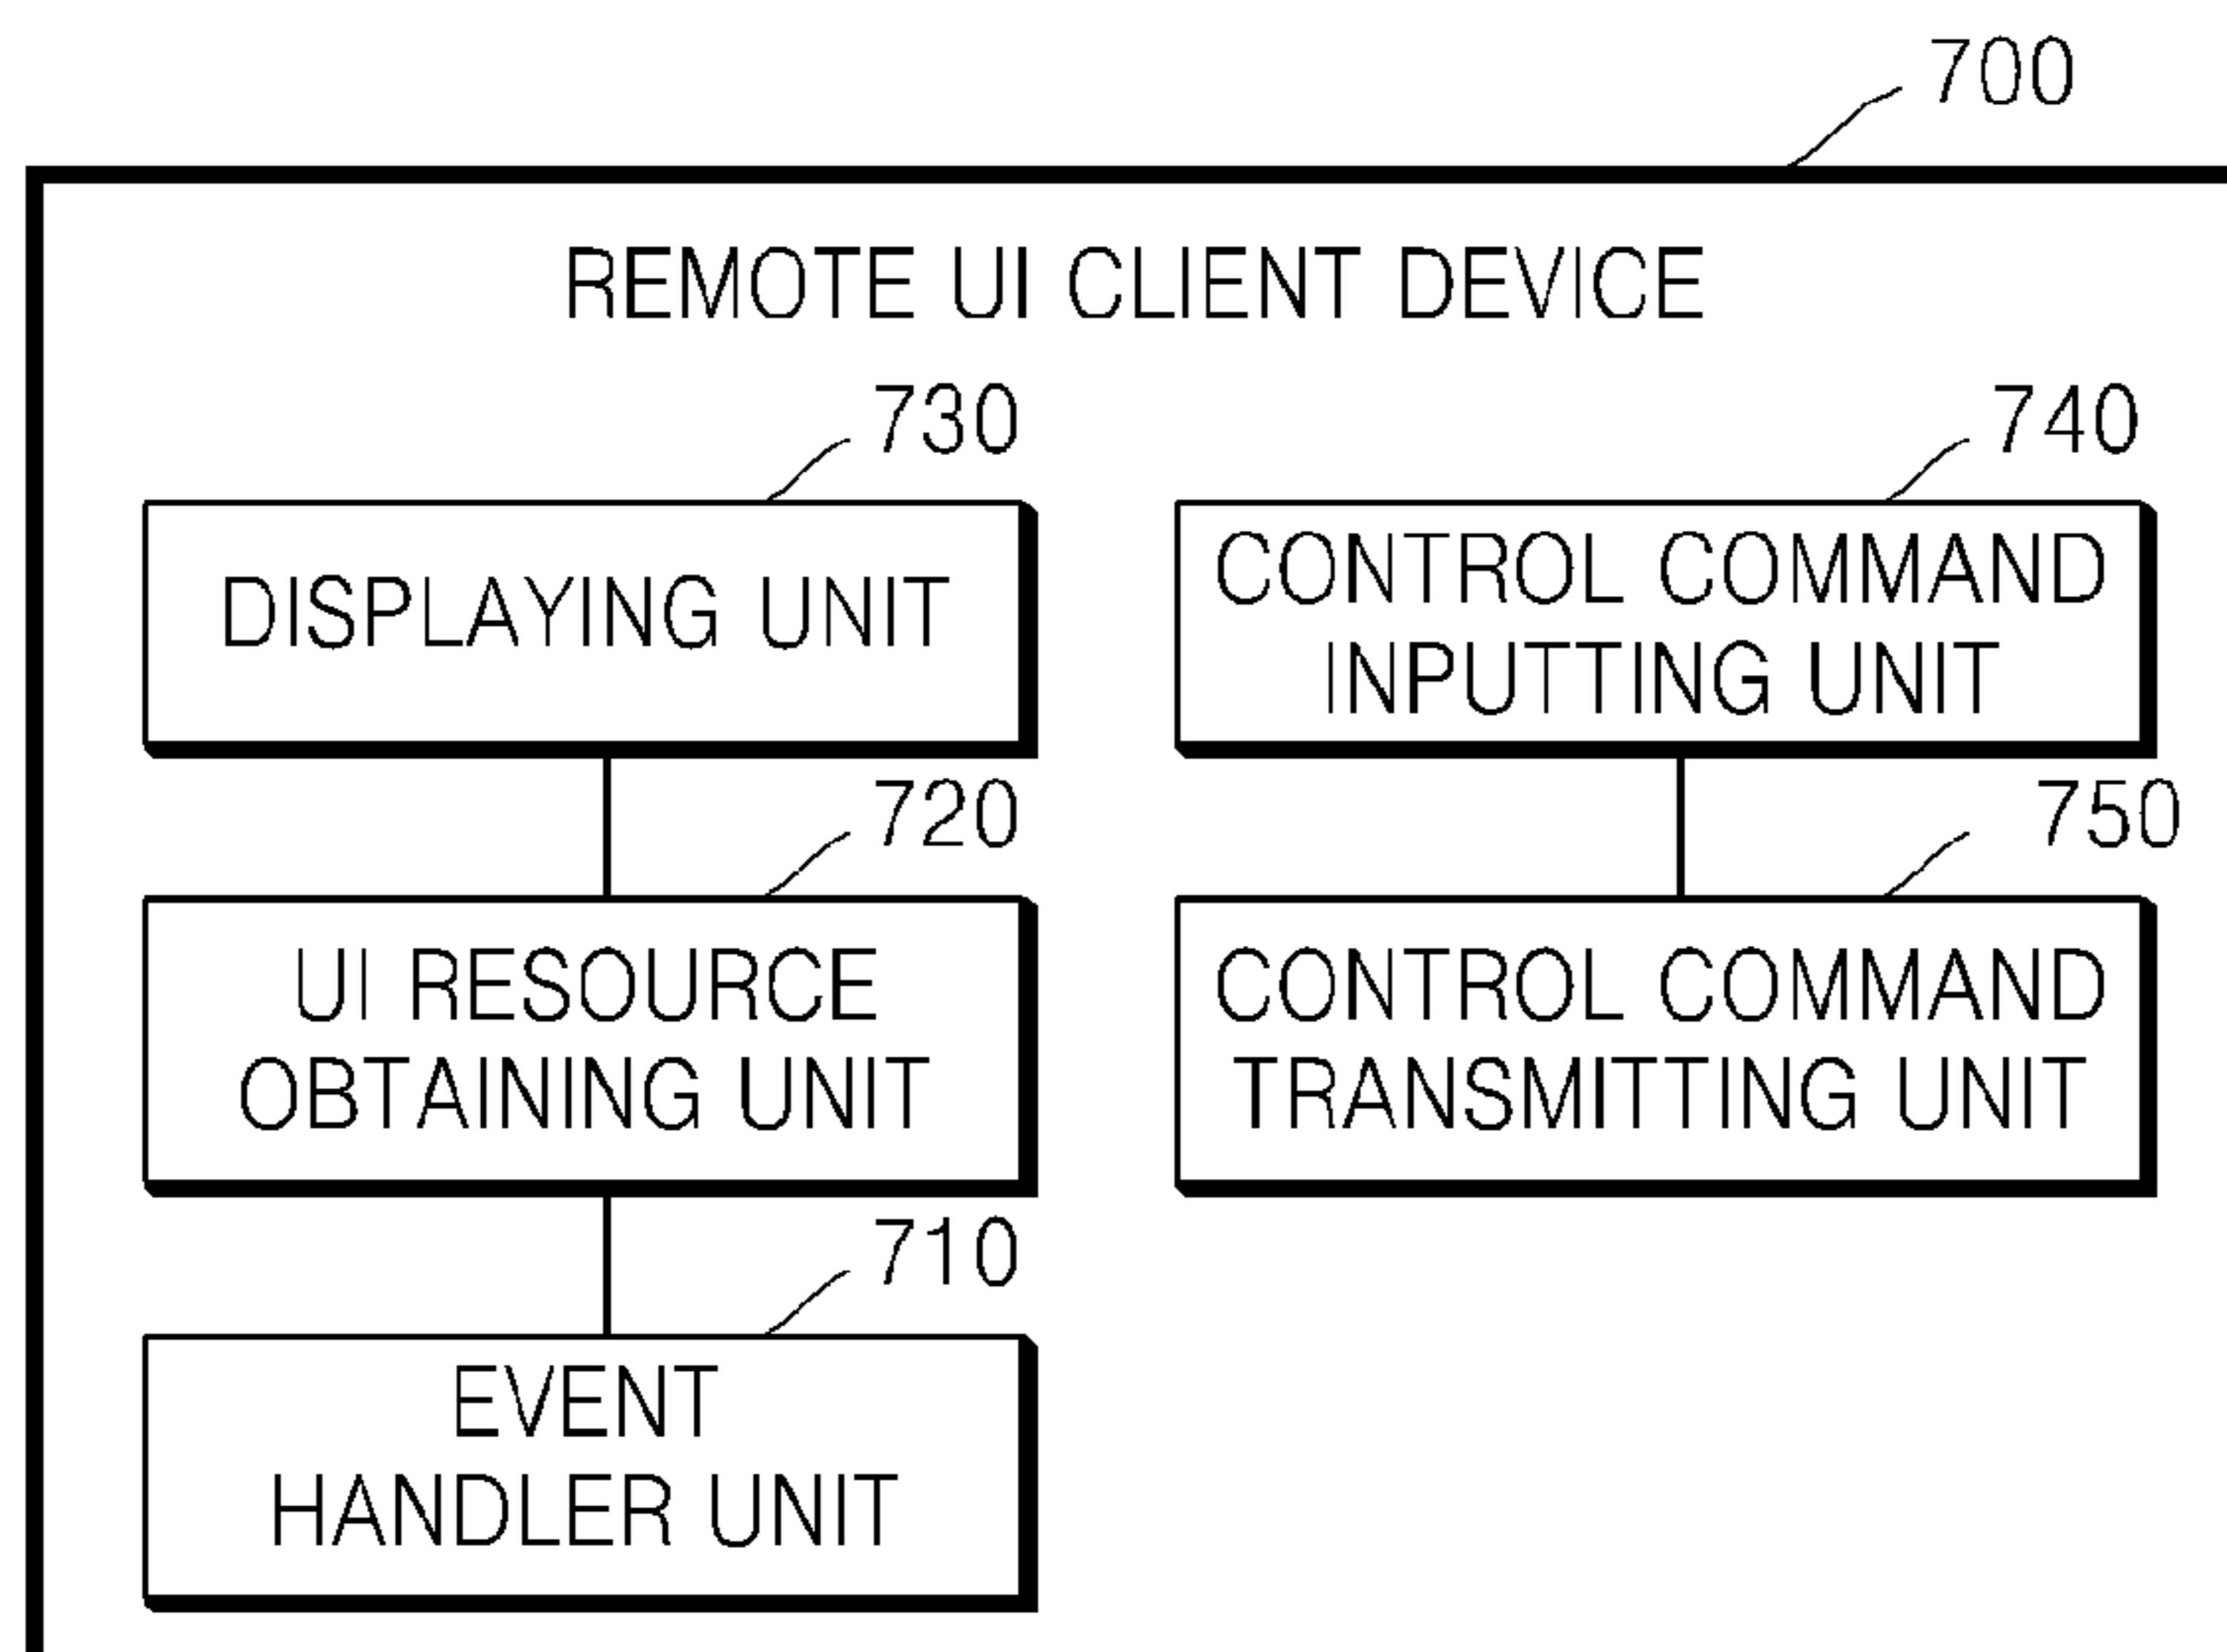 700
REMOTE UI CLIENT DEVICE
730
DISPLAYING UNIT
740
CONTROL COMMAND
INPUTTING UNIT
720
UI RESOURCE
OBTAINING UNIT
750
CONTROL COMMAND
TRANSMITTING UNIT
710
EVENT
HANDLER UNIT